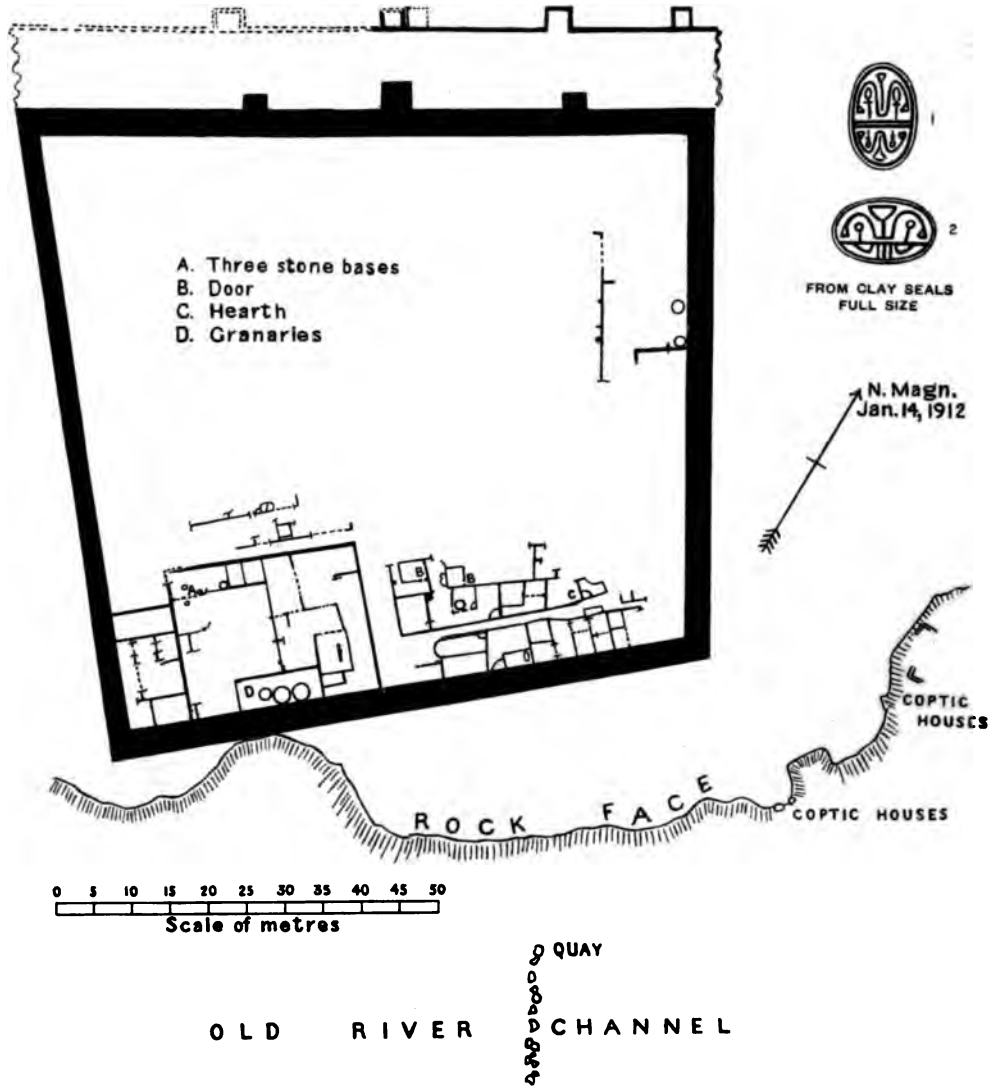 1
2
FROM CLAY SEALS
FULL SIZE
A. Three stone bases
B. Door
C. Hearth
D. Granaries
N. Magn.
Jan. 14, 1912
B
B
A
C
D
COPTIC
HOUSES
ROCK FACE
COPTIC HOUSES
0 5 10 15 20 25 30 35 40 45 50
Scale of metres
QUAY
OLD RIVER CHANNEL